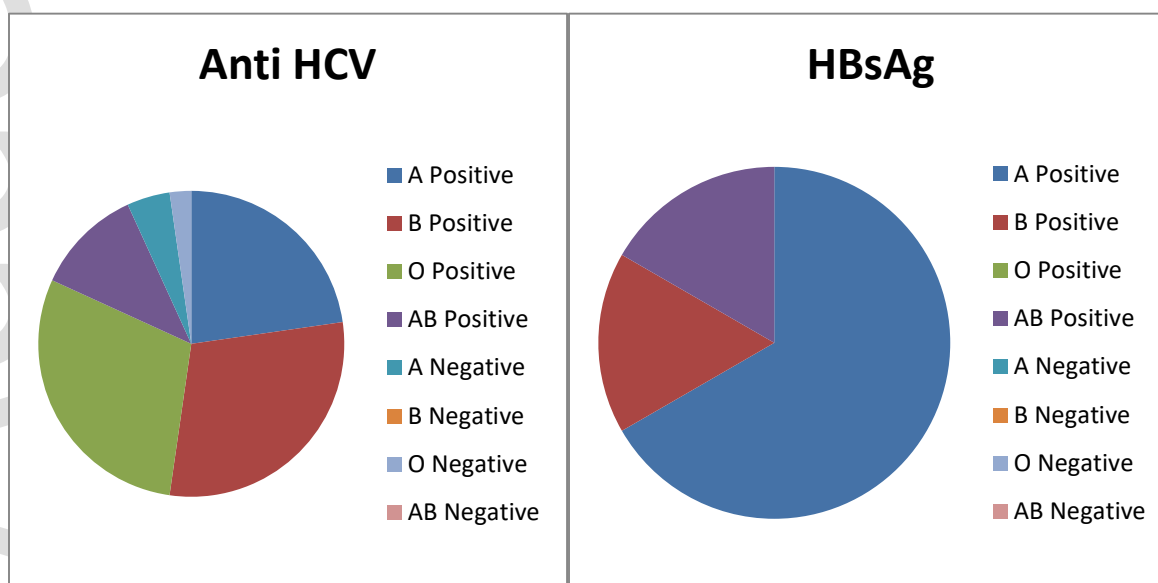 Anti HCV
A Positive
B Positive
O Positive
AB Positive
A Negative
B Negative
O Negative
AB Negative
HBsAg
A Positive
B Positive
O Positive
AB Positive
A Negative
B Negative
O Negative
AB Negative